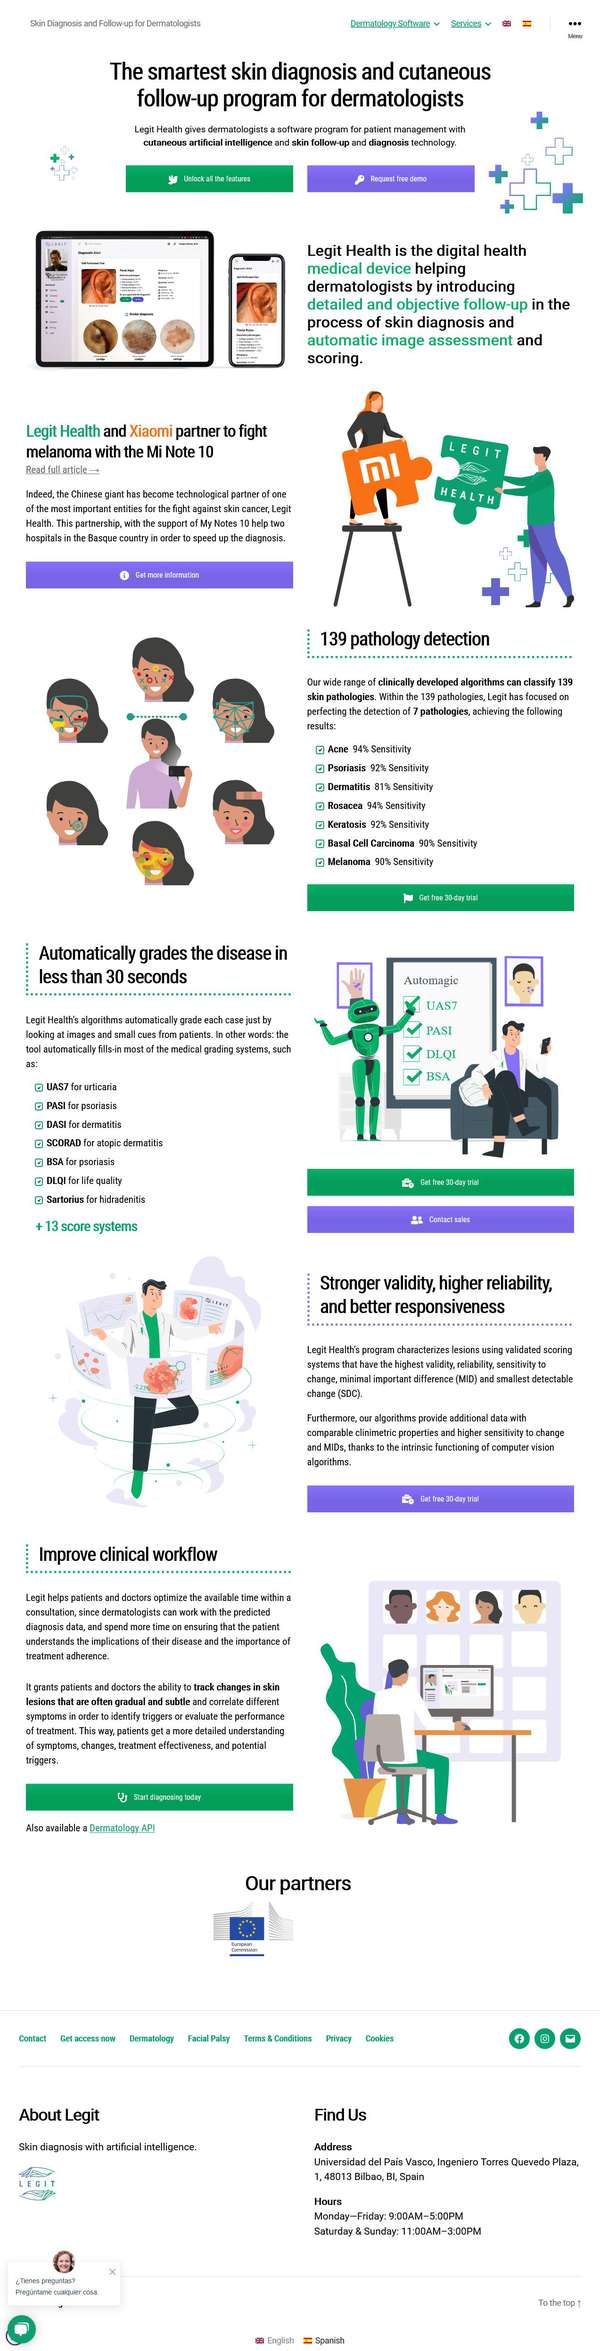 Skin Diagnosis and Follow-up for Dermatologists
Dermatology Software
Services
Menu
The smartest skin diagnosis and cutaneous
follow-up program for dermatologists
Legit Health gives dermatologists a software program for patient management with
cutaneous artificial intelligence and skin follow-up and diagnosis technology.
Unlock all the features
Request free demo
Legit Health is the digital health
medical device helping
dermatologists by introducing
detailed and objective follow-up in the
process of skin diagnosis and
automatic image assessment and
scoring.
Legit Health and Xiaomi partner to fight
melanoma with the Mi Note 10
Read full article →
Indeed, the Chinese giant has become technological partner of one
of the most important entities for the fight against skin cancer, Legit
Health. This partnership, with the support of My Notes 10 help two
hospitals in the Basque country in order to speed up the diagnosis.
Get more information
LEGIT
HEALTH
139 pathology detection
Our wide range of clinically developed algorithms can classify 139
skin pathologies. Within the 139 pathologies, Legit has focused on
perfecting the detection of 7 pathologies, achieving the following
results:
Acne 94% Sensitivity
Psoriasis 92% Sensitivity
Dermatitis 81% Sensitivity
Rosacea 94% Sensitivity
Keratosis 92% Sensitivity
Basal Cell Carcinoma 90% Sensitivity
Melanoma 90% Sensitivity
Get free 30-day trial
Automatically grades the disease in
less than 30 seconds
Legit Health's algorithms automatically grade each case just by
looking at images and small cues from patients. In other words: the
tool automatically fills-in most of the medical grading systems, such
as:
UAS7 for urticaria
PASI for psoriasis
DASI for dermatitis
SCORAD for atopic dermatitis
BSA for psoriasis
DLQI for life quality
Sartorius for hidradenitis
+ 13 score systems
Automagic
UAS7
PASI
DLQI
BSA
Get free 30-day trial
Contact sales
Stronger validity, higher reliability,
and better responsiveness
Legit Health's program characterizes lesions using validated scoring
systems that have the highest validity, reliability, sensitivity to
change, minimal important difference (MID) and smallest detectable
change (SDC).
Furthermore, our algorithms provide additional data with
comparable clinimetric properties and higher sensitivity to change
and MIDs, thanks to the intrinsic functioning of computer vision
algorithms.
Get free 30-day trial
Improve clinical workflow
Legit helps patients and doctors optimize the available time within a
consultation, since dermatologists can work with the predicted
diagnosis data, and spend more time on ensuring that the patient
understands the implications of their disease and the importance of
treatment adherence.
It grants patients and doctors the ability to track changes in skin
lesions that are often gradual and subtle and correlate different
symptoms in order to identify triggers or evaluate the performance
of treatment. This way, patients get a more detailed understanding
of symptoms, changes, treatment effectiveness, and potential
triggers.
Start diagnosing today
Also available a Dermatology API
Our partners
European
Commission
Contact
Get access now
Dermatology
Facial Palsy
Terms & Conditions
Privacy
Cookies
About Legit
Skin diagnosis with artificial intelligence.
LEGIT
Find Us
Address
Universidad del País Vasco, Ingeniero Torres Quevedo Plaza,
1, 48013 Bilbao, BI, Spain
Hours
Monday—Friday: 9:00AM–5:00PM
Saturday & Sunday: 11:00AM–3:00PM
¿Tienes preguntas?
Pregúntame cualquier cosa
To the top ↑
English
Spanish